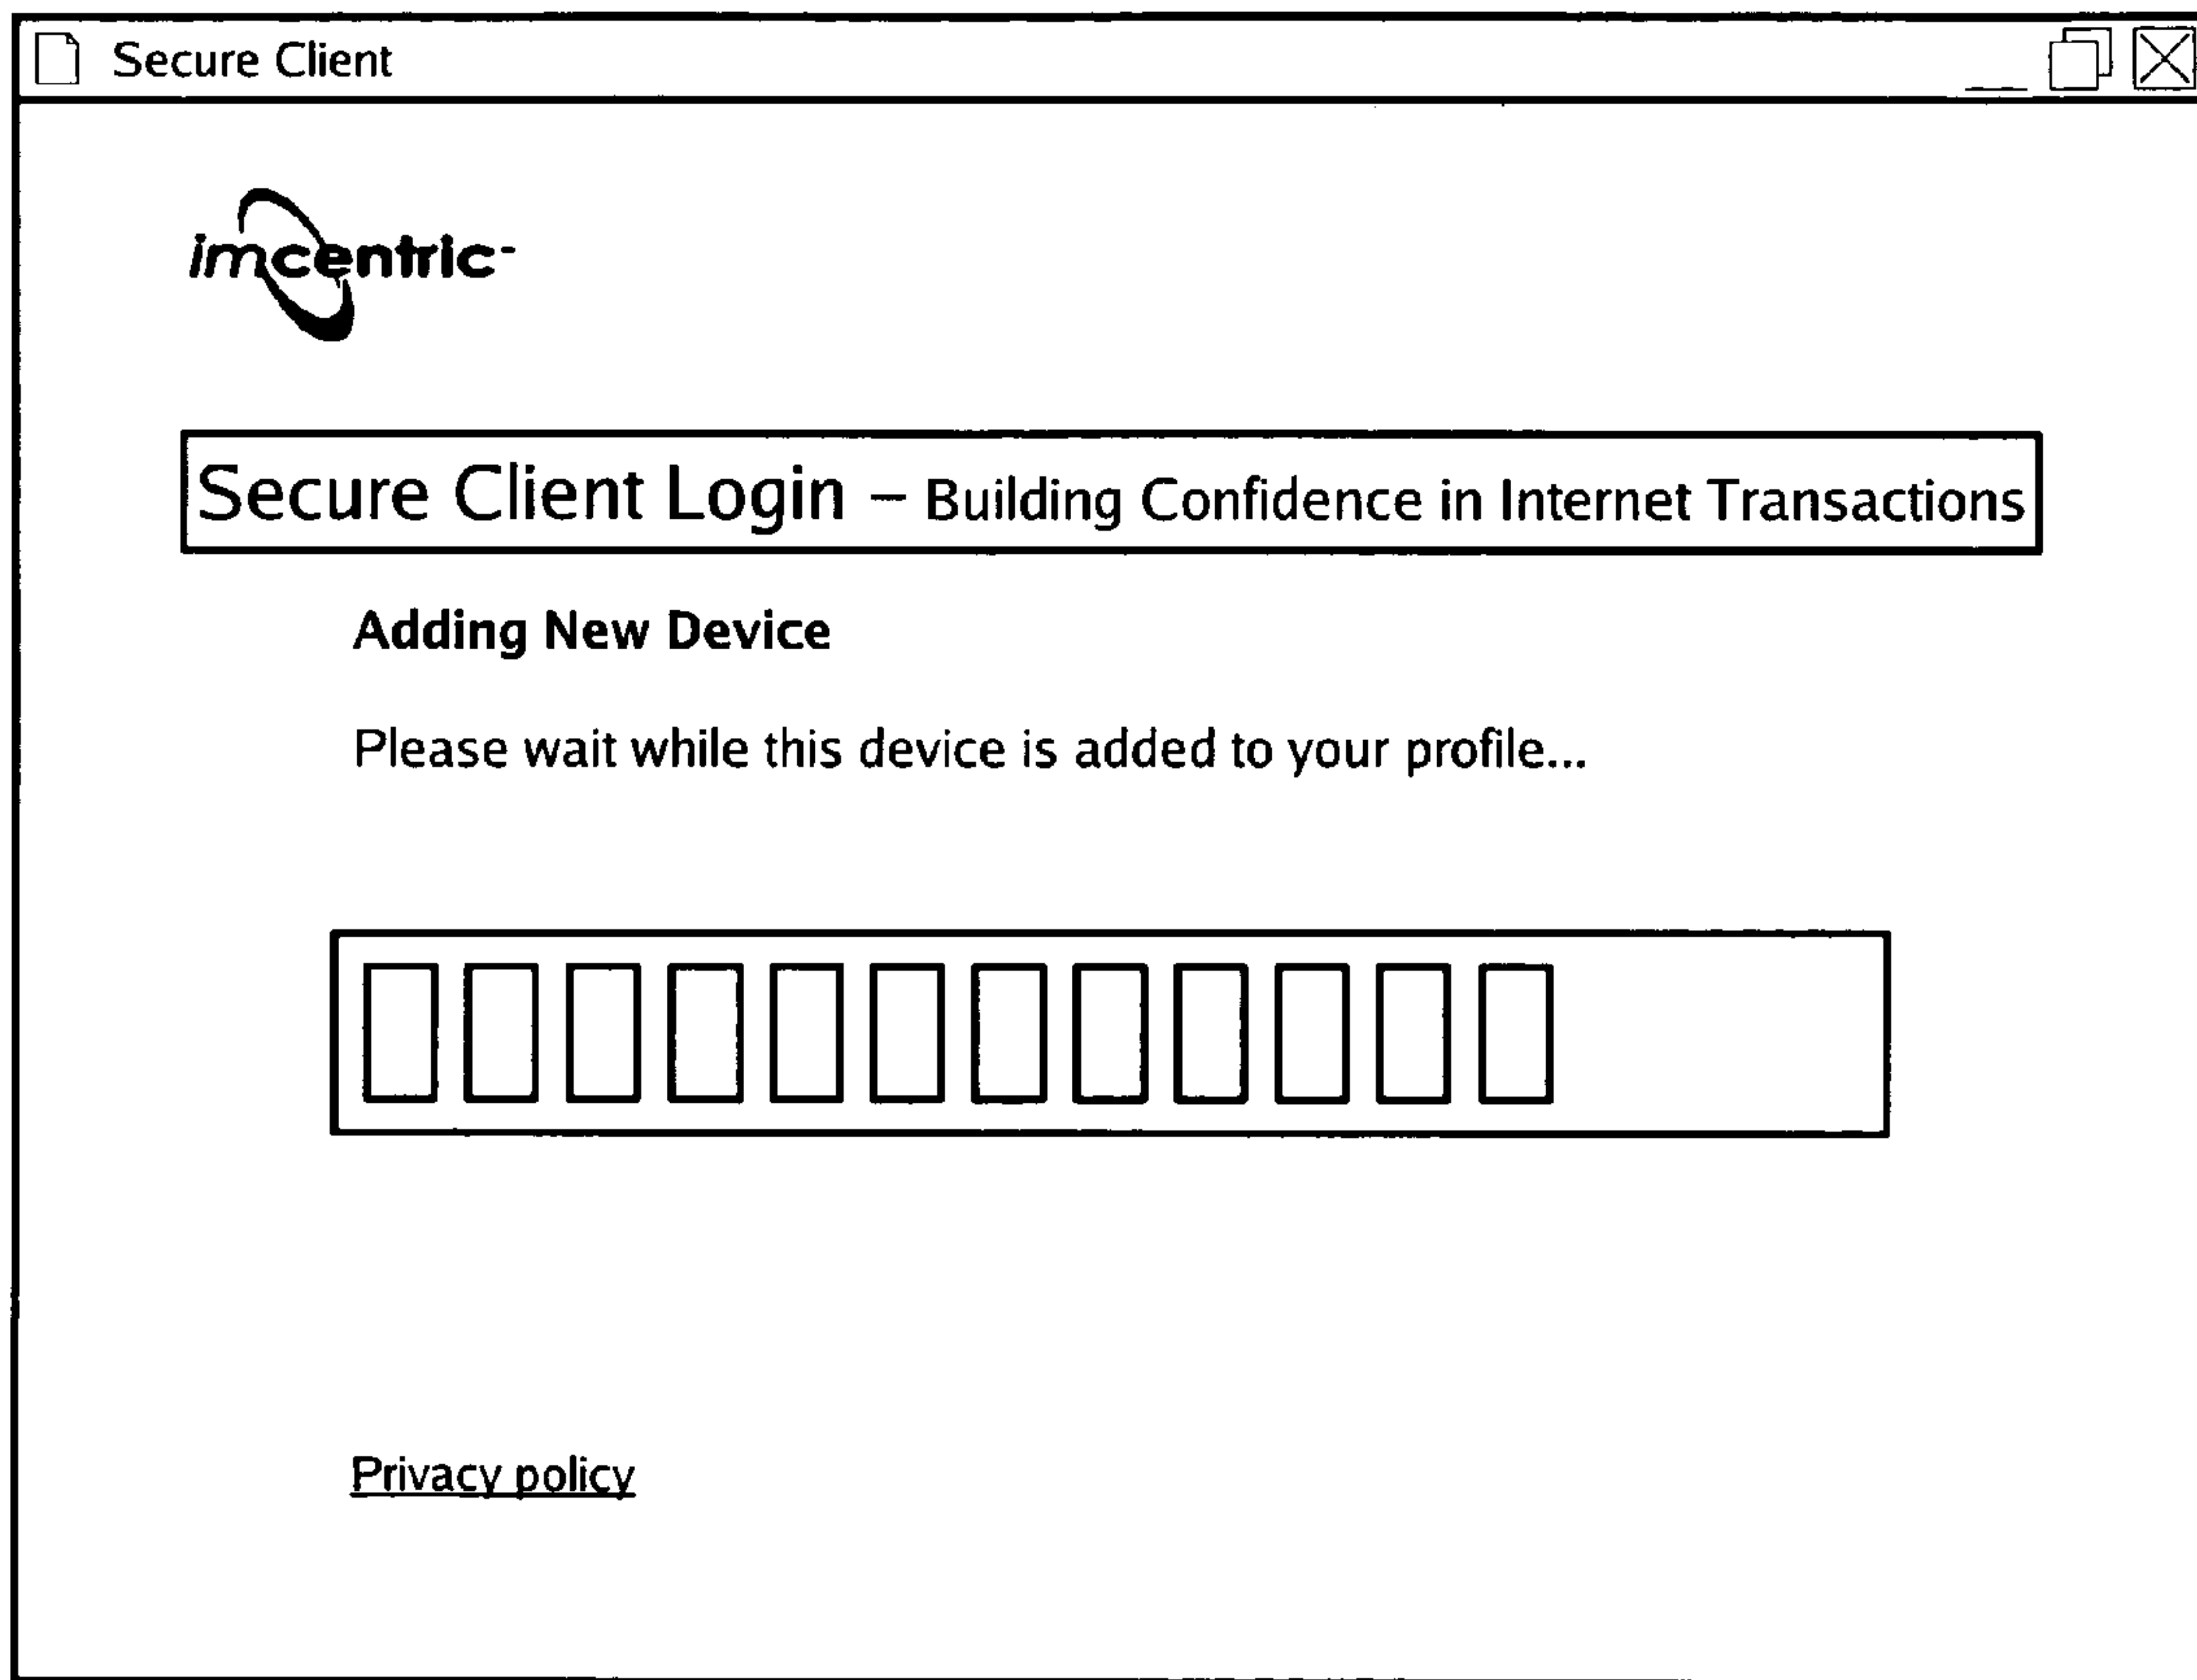 Secure Client
imcentric
Secure Client Login – Building Confidence in Internet Transactions
Adding New Device
Please wait while this device is added to your profile...
Privacy policy